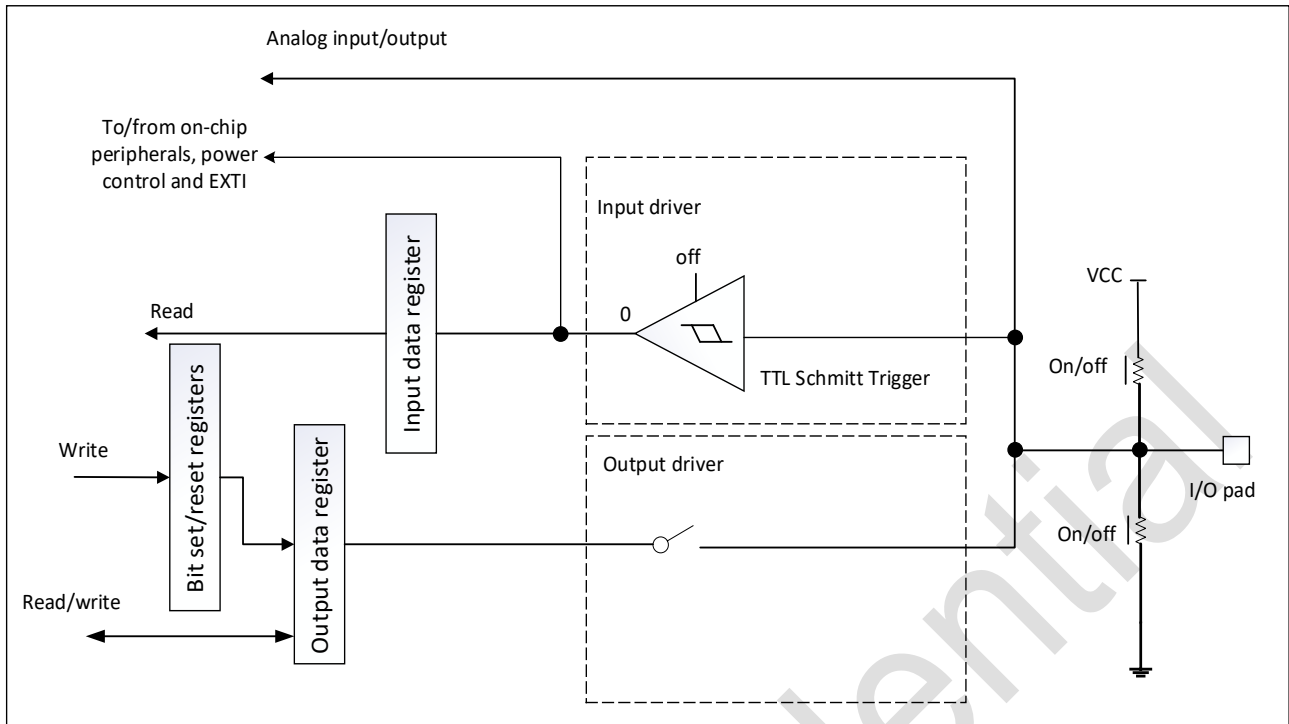 Analog input/output
To/from on-chip
peripherals, power
control and EXTI
Input driver
off
VCC
Input data register
Read
0
On/off
TTL Schmitt Trigger
Bit set/reset registers
Write
Output data register
Output driver
I/O pad
On/off
Read/write
ential